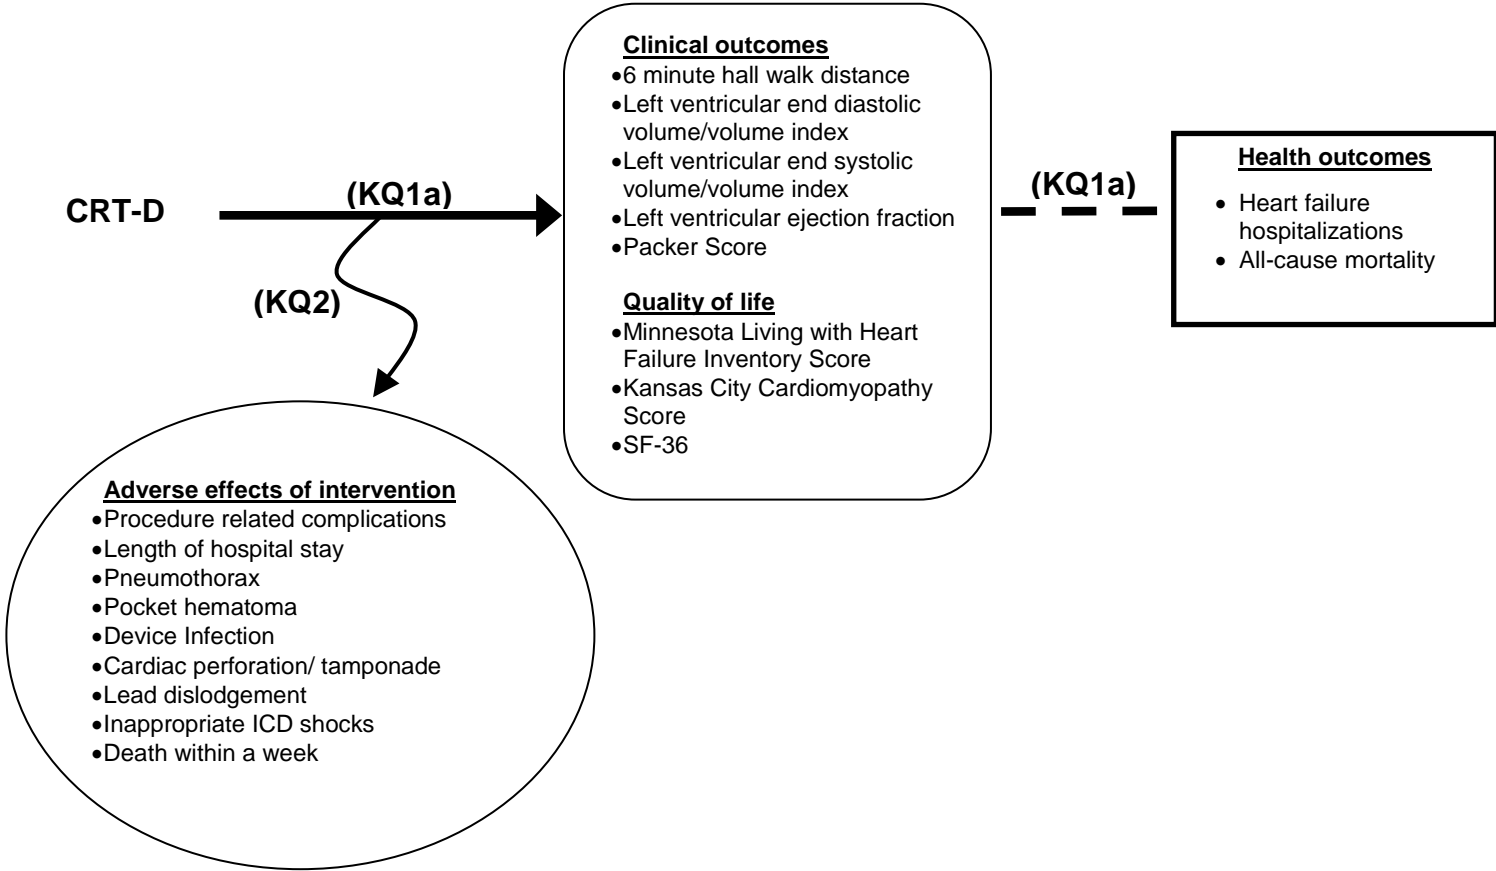 CRT-D
(KQ1a)
(KQ2)
Clinical outcomes
•6 minute hall walk distance
•Left ventricular end diastolic
volume/volume index
•Left ventricular end systolic
volume/volume index
•Left ventricular ejection fraction
•Packer Score
Quality of life
•Minnesota Living with Heart
Failure Inventory Score
•Kansas City Cardiomyopathy
Score
•SF-36
(KQ1a)
Health outcomes
• Heart failure
hospitalizations
• All-cause mortality
Adverse effects of intervention
•Procedure related complications
•Length of hospital stay
•Pneumothorax
•Pocket hematoma
•Device Infection
•Cardiac perforation/ tamponade
•Lead dislodgement
•Inappropriate ICD shocks
•Death within a week